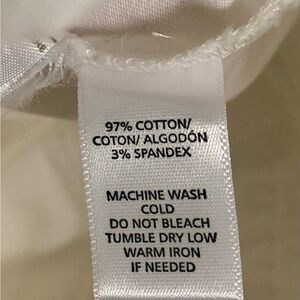 97% COTTON/
COTON/ ALGODÓN
3% SPANDEX
MACHINE WASH
COLD
DO NOT BLEACH
TUMBLE DRY LOW
WARM IRON
IF NEEDED